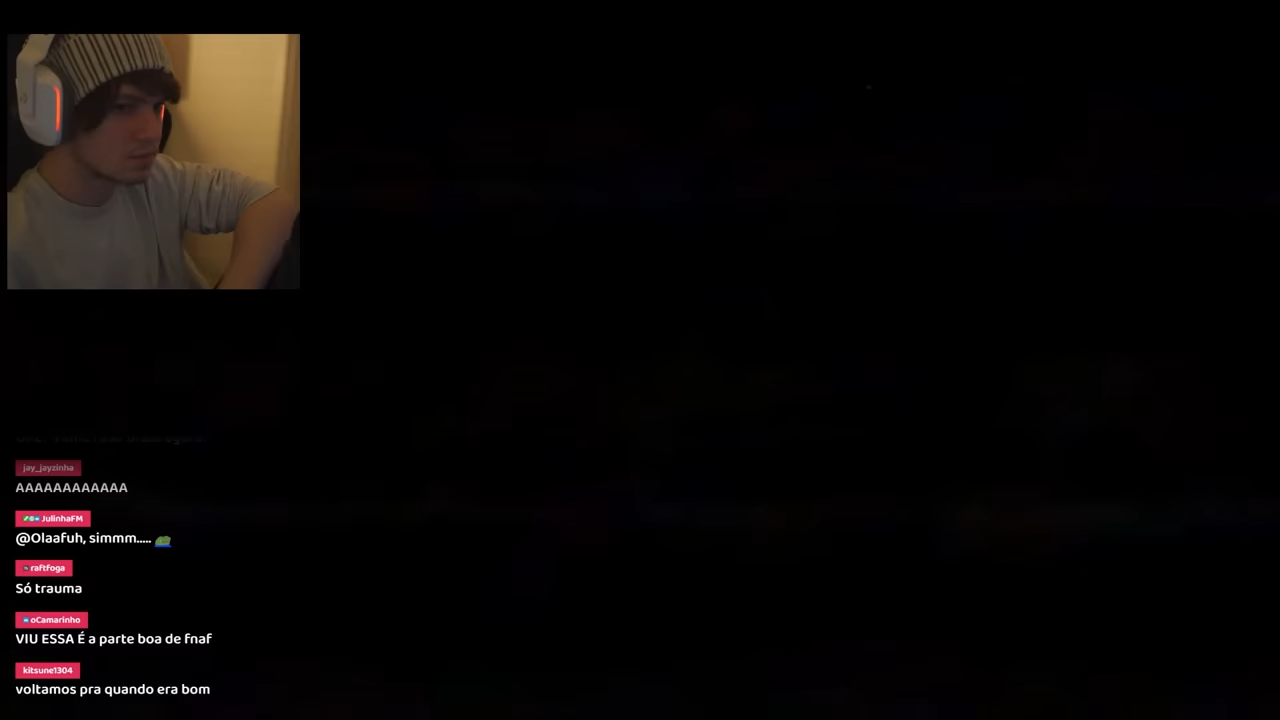 jay_jayzinha
AAAAAAAAAAAA
JulinhaFM
@Olaafuh, simmm.....
raftfoga
Só trauma
oCamarinho
VIU ESSA É a parte boa de fnaf
kitsune1304
voltamos pra quando era bom